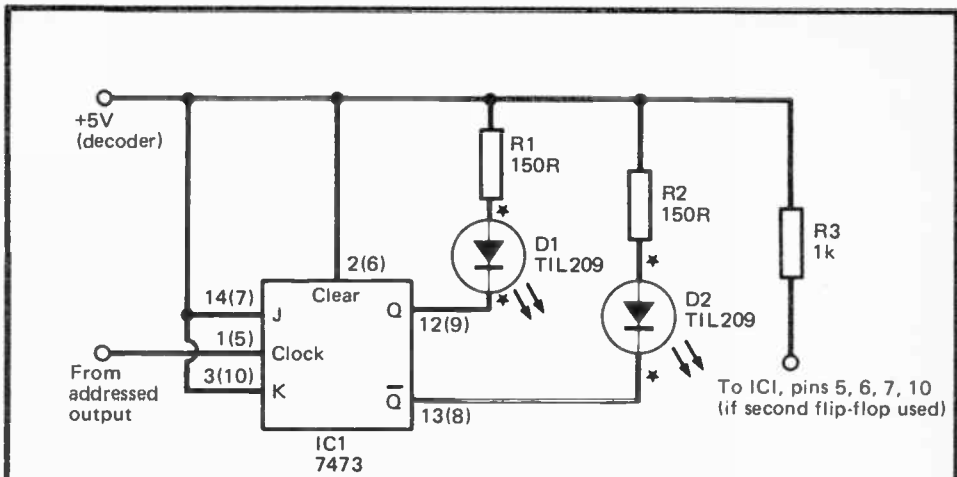 +5V
(decoder)
R1
150R
R2
150R
R3
1k
D1
TIL209
D2
TIL209
2(6)
Clear
14(7)
J
Q
12(9)
1(5)
Clock
From
addressed
output
3(10)
K
Q̅
13(8)
IC1
7473
To ICI, pins 5, 6, 7, 10
(if second flip-flop used)